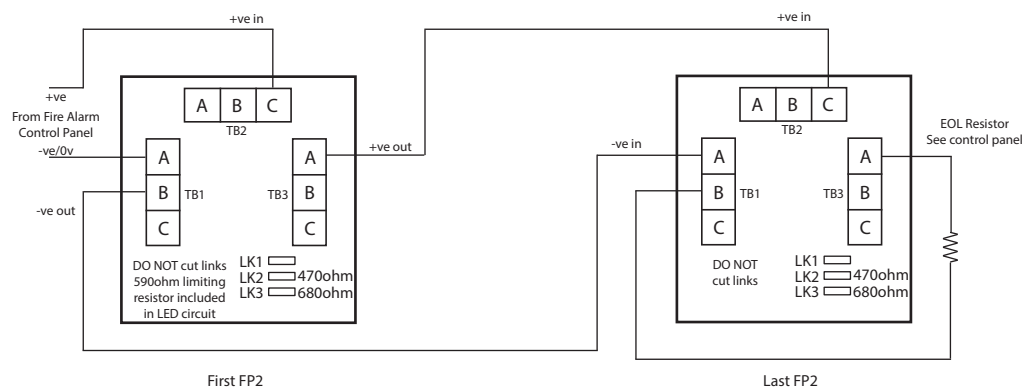 +ve in
+ve in
+ve
From Fire Alarm
Control Panel
-ve/0v
-ve out
A B C
TB2
A
B
C
TB1
A
B
C
TB3
+ve out
DO NOT cut links
590ohm limiting
resistor included
in LED circuit
LK1
LK2 470ohm
LK3 680ohm
First FP2
-ve in
A B C
TB2
A
B
C
TB1
A
B
C
TB3
EOL Resistor
See control panel
DO NOT
cut links
LK1
LK2 470ohm
LK3 680ohm
Last FP2